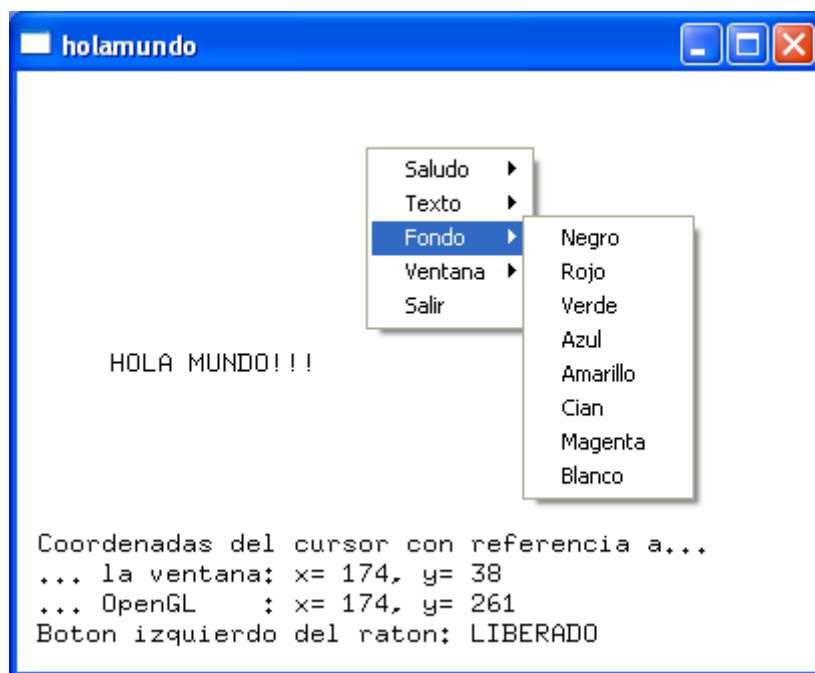 holamundo
Saludo
Texto
Fondo
Ventana
Salir
Negro
Rojo
Verde
Azul
Amarillo
Cian
Magenta
Blanco
HOLA MUNDO!!!
Coordenadas del cursor con referencia a...
... la ventana: x= 174, y= 38
... OpenGL    : x= 174, y= 261
Boton izquierdo del raton: LIBERADO